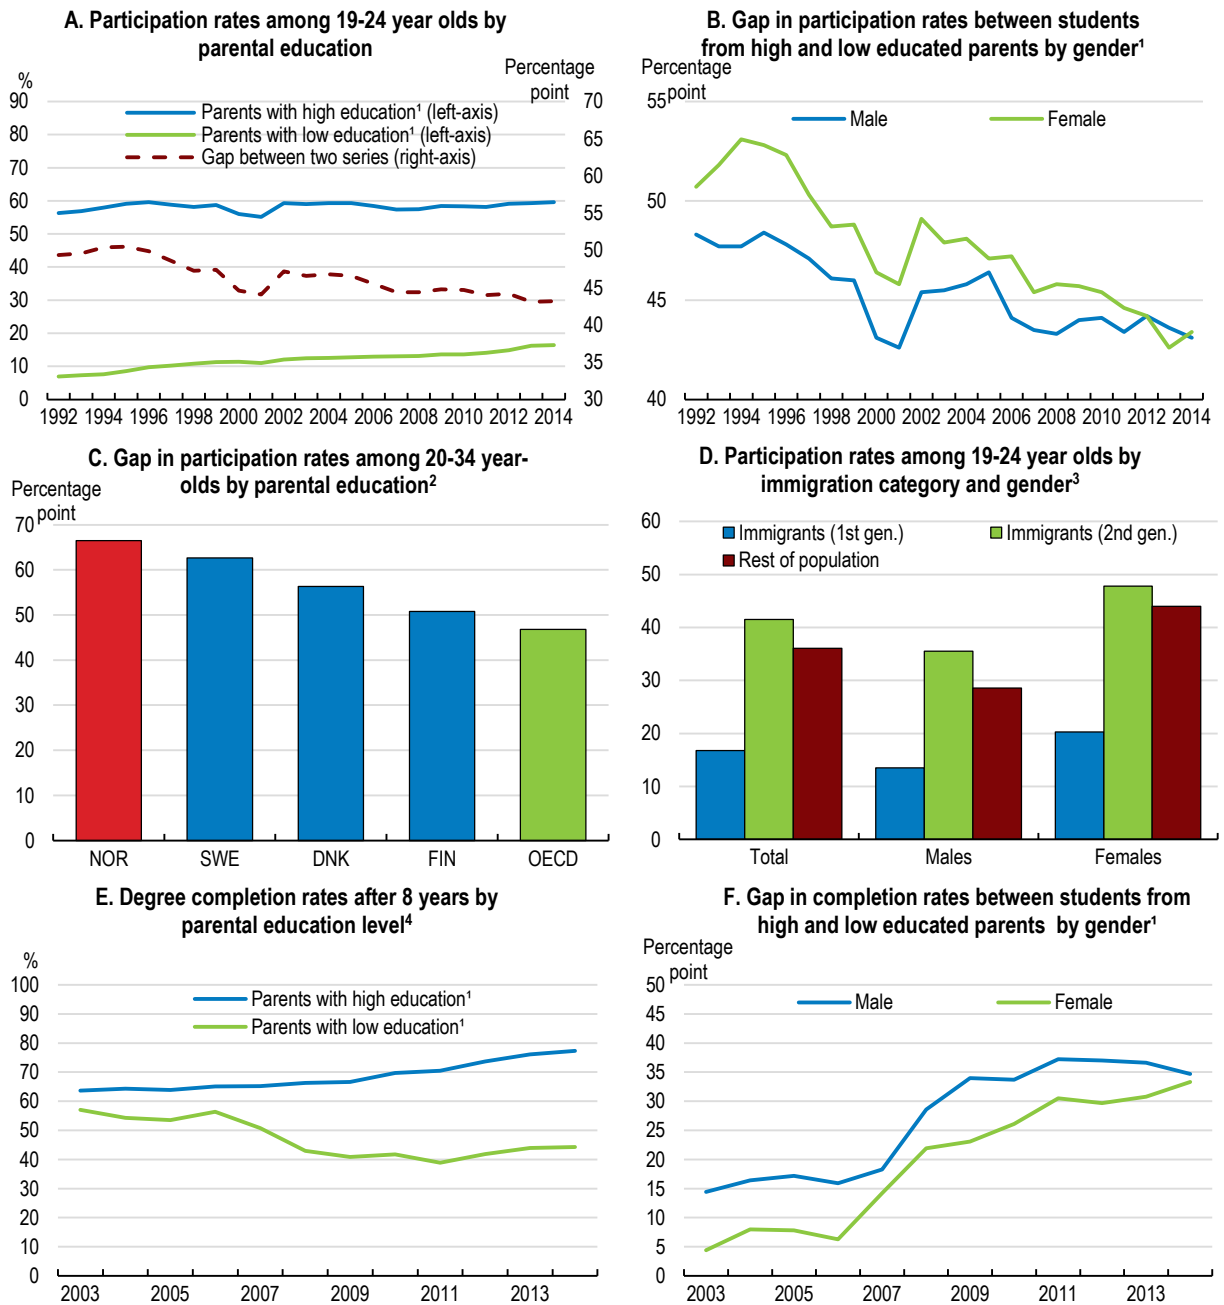 A. Participation rates among 19-24 year olds by
parental education
%
Percentage
point
90
80
70
60
50
40
30
20
10
0
70
65
60
55
50
45
40
35
30
Parents with high education¹ (left-axis)
Parents with low education¹ (left-axis)
Gap between two series (right-axis)
1992 1994 1996 1998 2000 2002 2004 2006 2008 2010 2012 2014
B. Gap in participation rates between students
from high and low educated parents by gender¹
Percentage
point
55
50
45
40
Male Female
1992 1994 1996 1998 2000 2002 2004 2006 2008 2010 2012 2014
C. Gap in participation rates among 20-34 year-
olds by parental education²
Percentage
point
70
60
50
40
30
20
10
0
NOR SWE DNK FIN OECD
D. Participation rates among 19-24 year olds by
immigration category and gender³
60
50
40
30
20
10
0
Immigrants (1st gen.) Immigrants (2nd gen.)
Rest of population
Total Males Females
E. Degree completion rates after 8 years by
parental education level⁴
%
100
90
80
70
60
50
40
30
20
10
0
Parents with high education¹
Parents with low education¹
2003 2005 2007 2009 2011 2013
F. Gap in completion rates between students from
high and low educated parents by gender¹
Percentage
point
50
45
40
35
30
25
20
15
10
5
0
Male Female
2003 2005 2007 2009 2011 2013